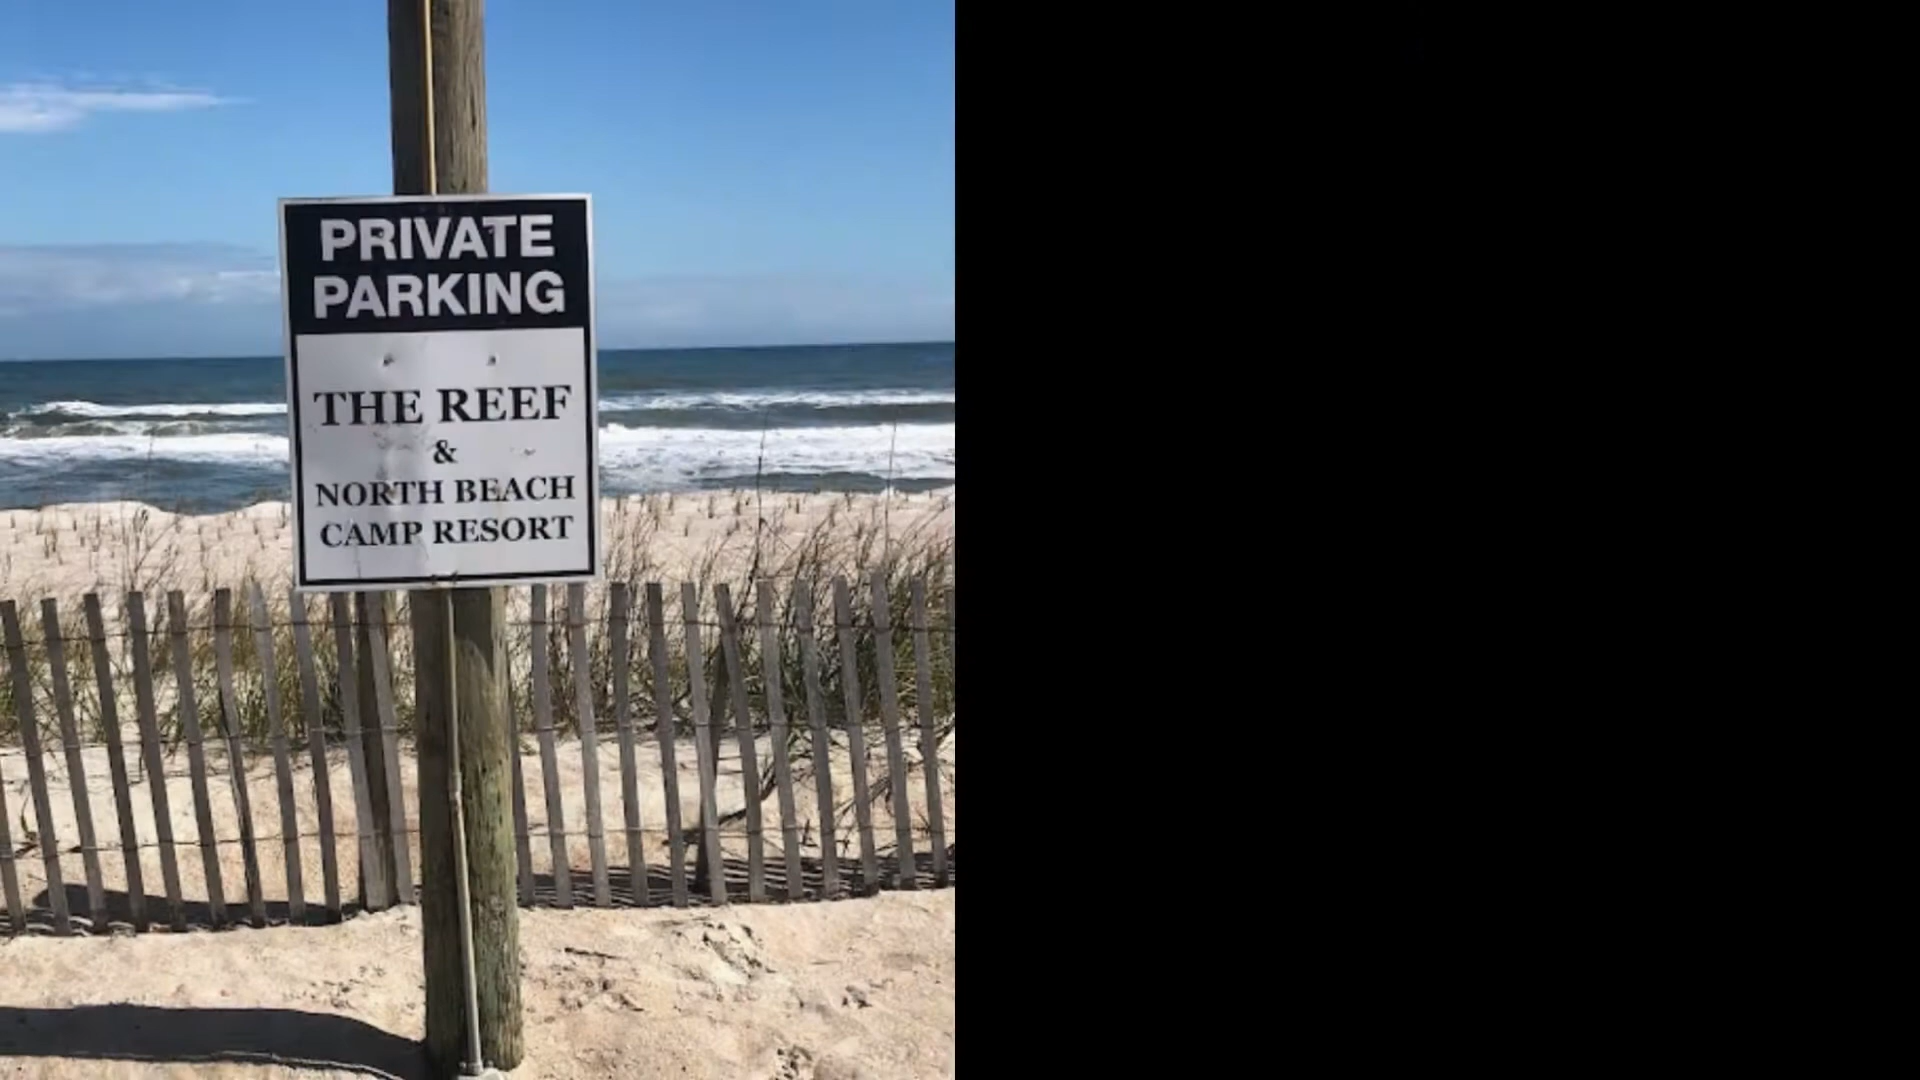 PRIVATE
PARKING
THE REEF
&
NORTH BEACH
CAMP RESORT